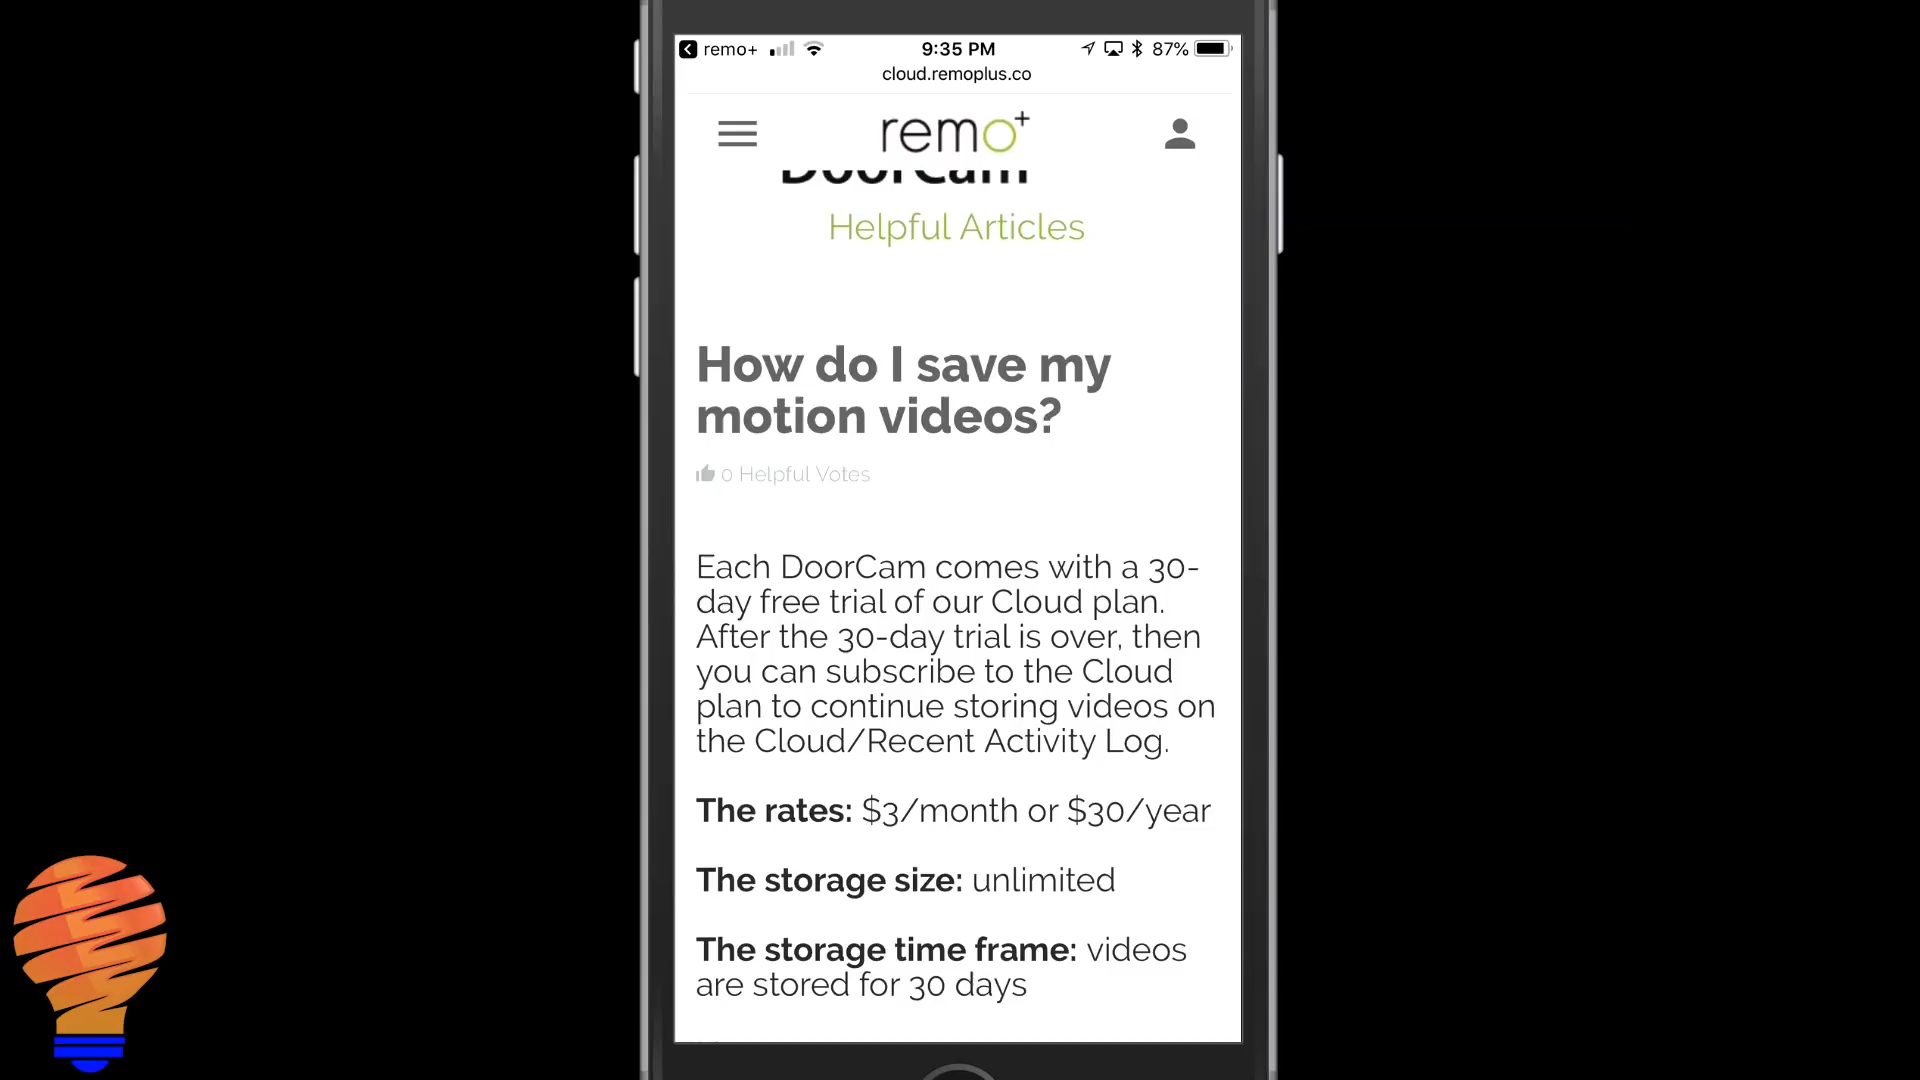 remo+ 9:35 PM 87%
cloud.remoplus.co
remo+
DoorCam
Helpful Articles
How do I save my
motion videos?
0 Helpful Votes
Each DoorCam comes with a 30-
day free trial of our Cloud plan.
After the 30-day trial is over, then
you can subscribe to the Cloud
plan to continue storing videos on
the Cloud/Recent Activity Log.
The rates: $3/month or $30/year
The storage size: unlimited
The storage time frame: videos
are stored for 30 days